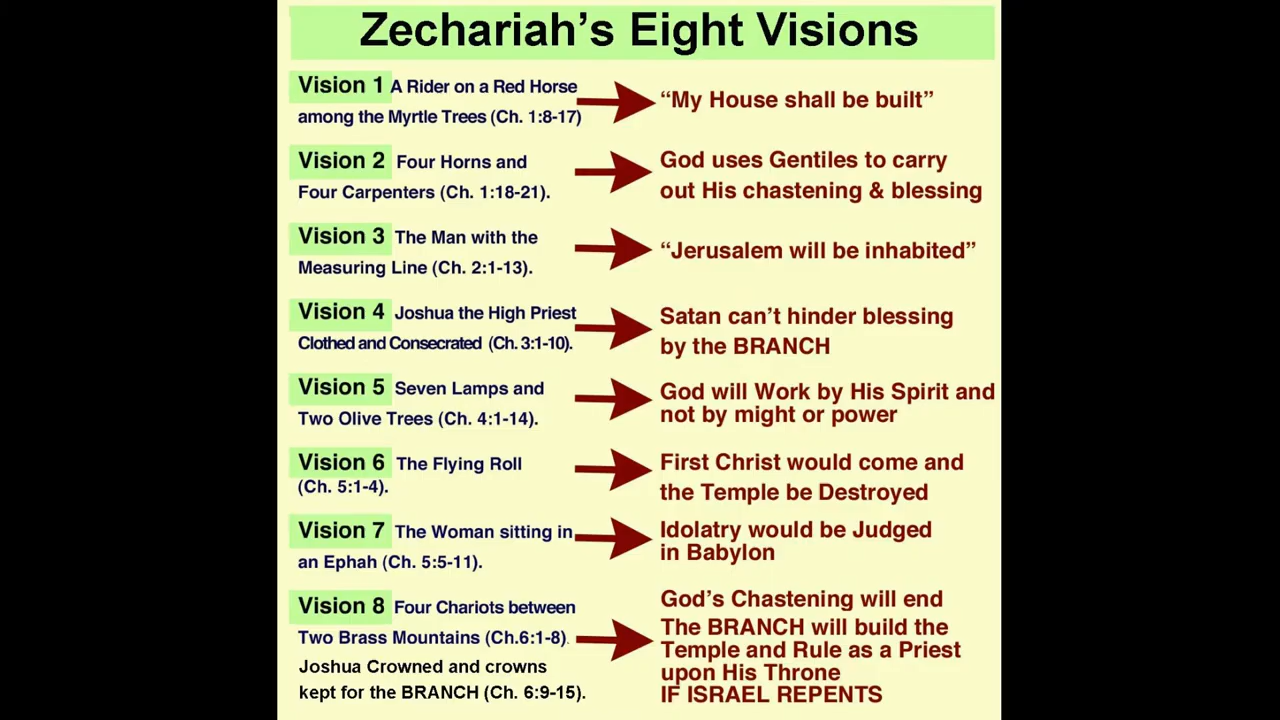 Zechariah's Eight Visions
Vision 1 A Rider on a Red Horse
among the Myrtle Trees (Ch. 1:8-17)
“My House shall be built”
Vision 2 Four Horns and
Four Carpenters (Ch. 1:18-21).
God uses Gentiles to carry
out His chastening & blessing
Vision 3 The Man with the
Measuring Line (Ch. 2:1-13).
“Jerusalem will be inhabited”
Vision 4 Joshua the High Priest
Clothed and Consecrated (Ch. 3:1-10).
Satan can't hinder blessing
by the BRANCH
Vision 5 Seven Lamps and
Two Olive Trees (Ch. 4:1-14).
God will Work by His Spirit and
not by might or power
Vision 6 The Flying Roll
(Ch. 5:1-4).
First Christ would come and
the Temple be Destroyed
Vision 7 The Woman sitting in
an Ephah (Ch. 5:5-11).
Idolatry would be Judged
in Babylon
Vision 8 Four Chariots between
Two Brass Mountains (Ch.6:1-8).
Joshua Crowned and crowns
kept for the BRANCH (Ch. 6:9-15).
God's Chastening will end
The BRANCH will build the
Temple and Rule as a Priest
upon His Throne
IF ISRAEL REPENTS